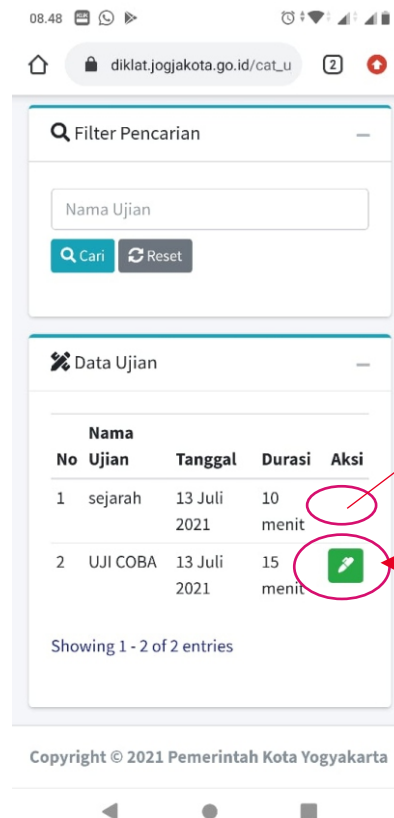 08.48
diklat.jogjakota.go.id/cat_u
2
Filter Pencarian
Nama Ujian
Cari Reset
Data Ujian
No Nama Ujian Tanggal Durasi Aksi
1 sejarah 13 Juli 2021 10 menit
2 UJI COBA 13 Juli 2021 15 menit
Showing 1 - 2 of 2 entries
Copyright © 2021 Pemerintah Kota Yogyakarta